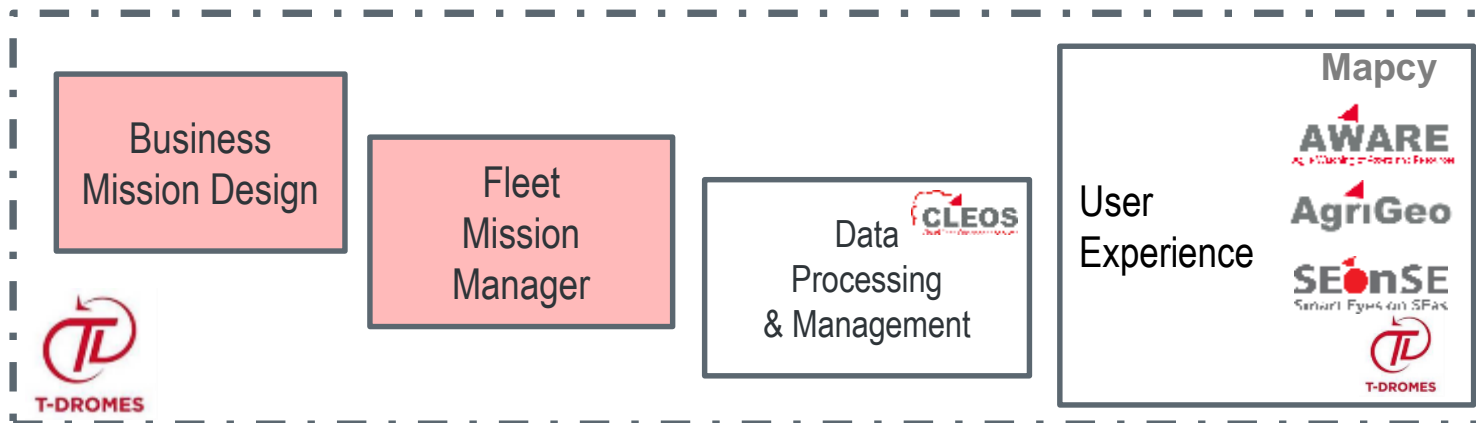 Business
Mission Design
Fleet
Mission
Manager
CLEOS
Data
Processing
& Management
User
Experience
Mapcy
AWARE
AgriGeo
SEonSE
Smart Eyes on SEas
T-DROMES
T-DROMES